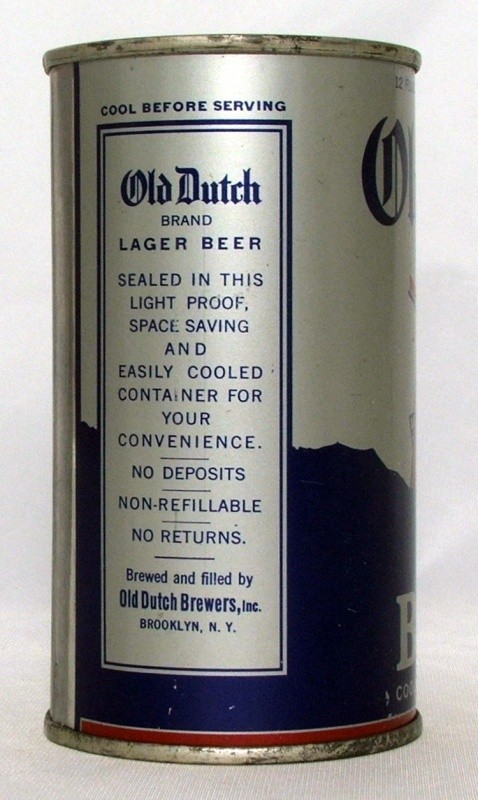 COOL BEFORE SERVING
Old Dutch
BRAND
LAGER BEER
SEALED IN THIS
LIGHT PROOF,
SPACE SAVING
AND
EASILY COOLED
CONTAINER FOR
YOUR
CONVENIENCE.
NO DEPOSITS
NON-REFILLABLE
NO RETURNS.
Brewed and filled by
Old Dutch Brewers, Inc.
BROOKLYN, N. Y.
12